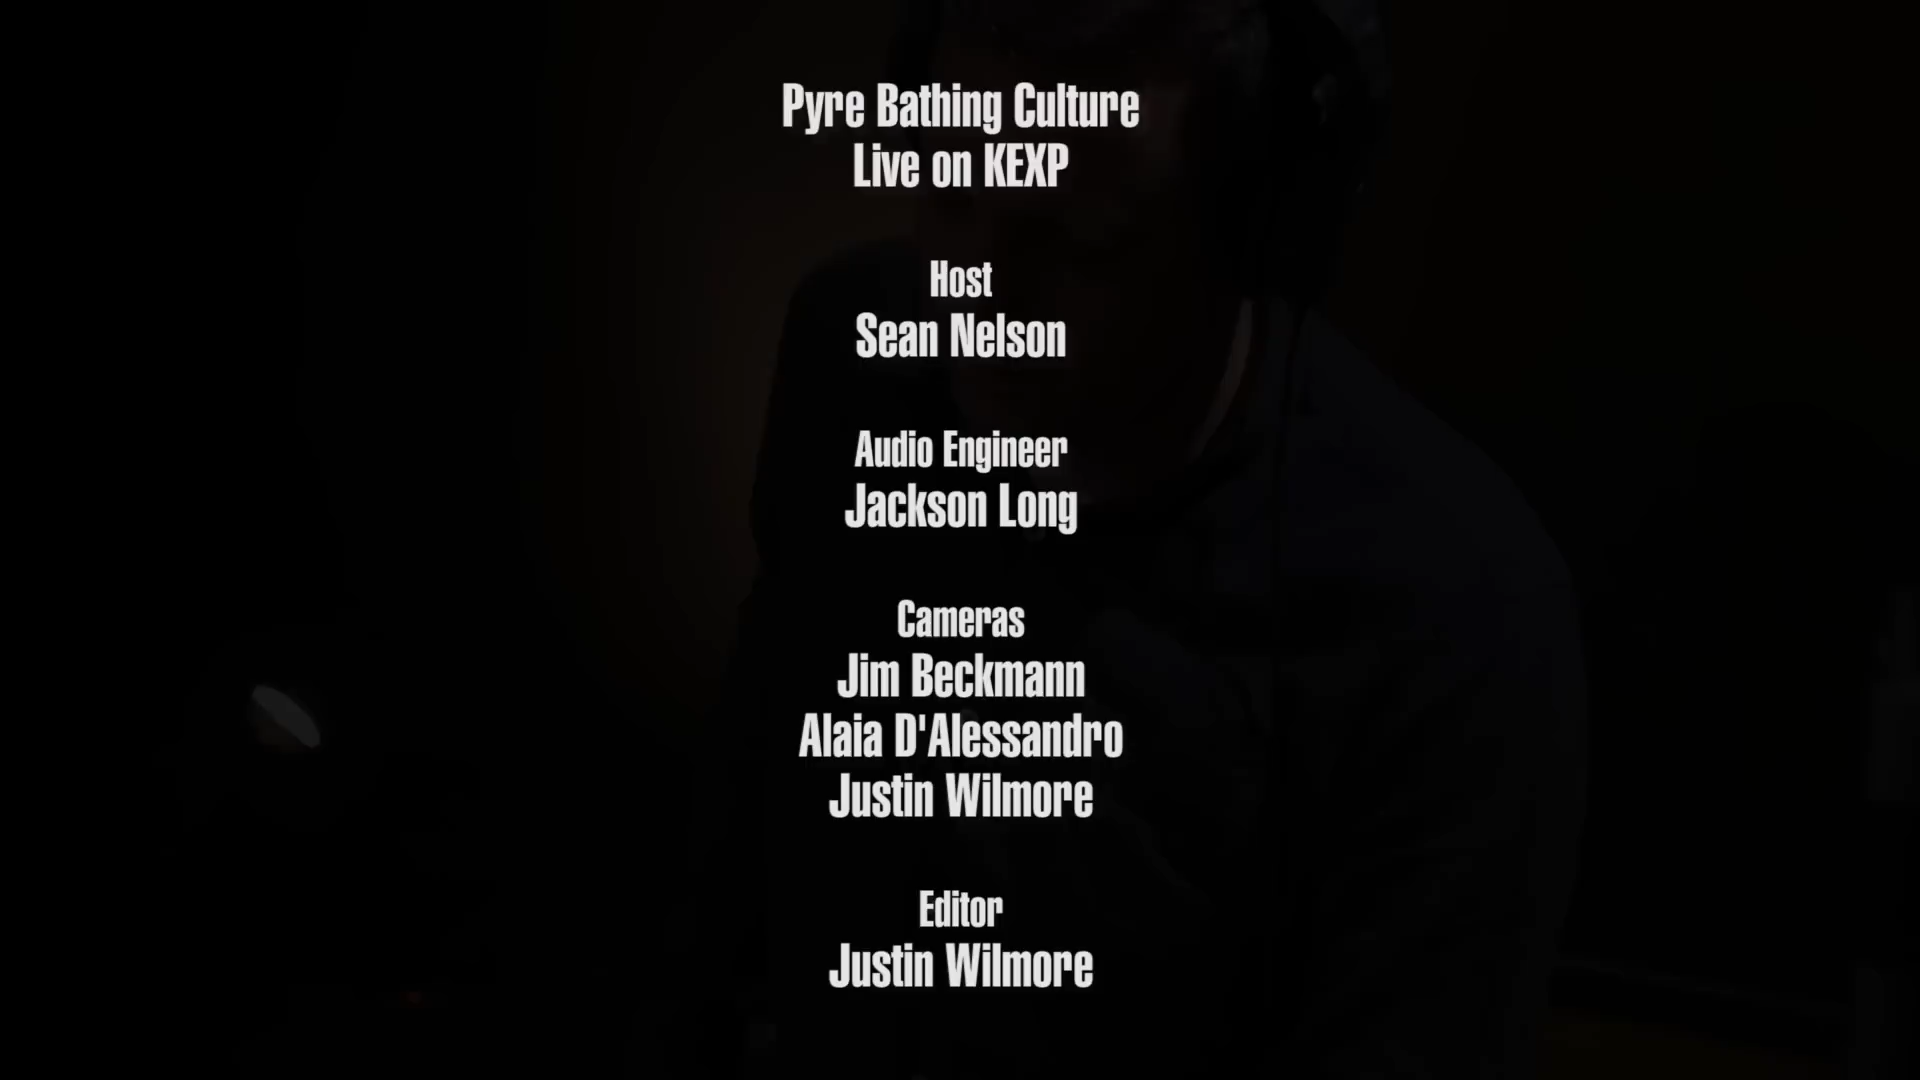 Pyre Bathing Culture
Live on KEXP
Host
Sean Nelson
Audio Engineer
Jackson Long
Cameras
Jim Beckmann
Alaia D'Alessandro
Justin Wilmore
Editor
Justin Wilmore